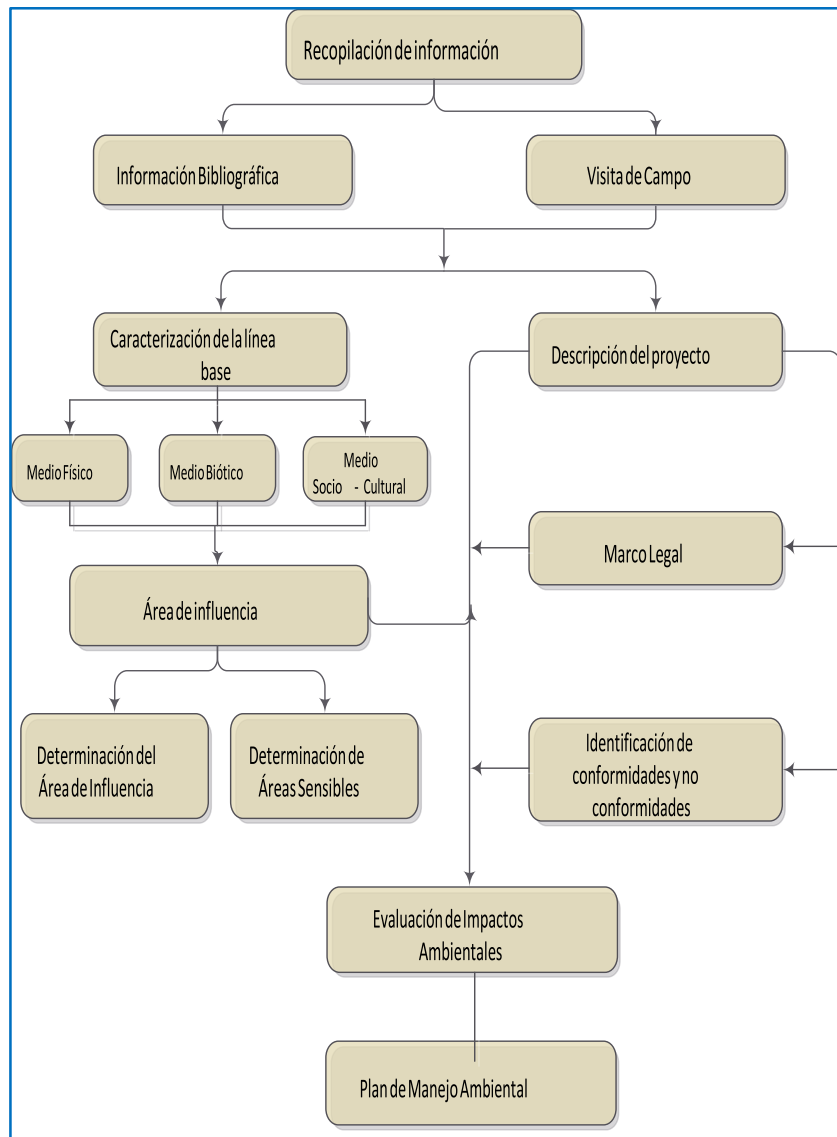 Recopilación de información
Información Bibliográfica
Visita de Campo
Caracterización de la línea
base
Descripción del proyecto
Medio Físico
Medio Biótico
Medio
Socio - Cultural
Marco Legal
Área de influencia
Determinación del
Área de Influencia
Determinación de
Áreas Sensibles
Identificación de
conformidades y no
conformidades
Evaluación de Impactos
Ambientales
Plan de Manejo Ambiental